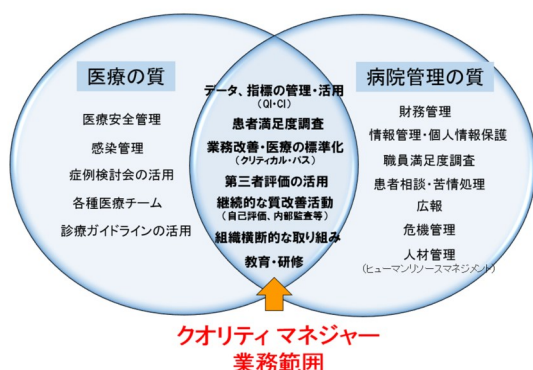 医療の質
医療安全管理
感染管理
症例検討会の活用
各種医療チーム
診療ガイドラインの活用
データ、指標の管理・活用
(QI・CI)
患者満足度調査
業務改善・医療の標準化
(クリティカル・パス)
第三者評価の活用
継続的な質改善活動
(自己評価、内部監査等)
組織横断的な取り組み
教育・研修
病院管理の質
財務管理
情報管理・個人情報保護
職員満足度調査
患者相談・苦情処理
広報
危機管理
人材管理
(ヒューマンリソースマネジメント)
クオリティ マネジャー
業務範囲